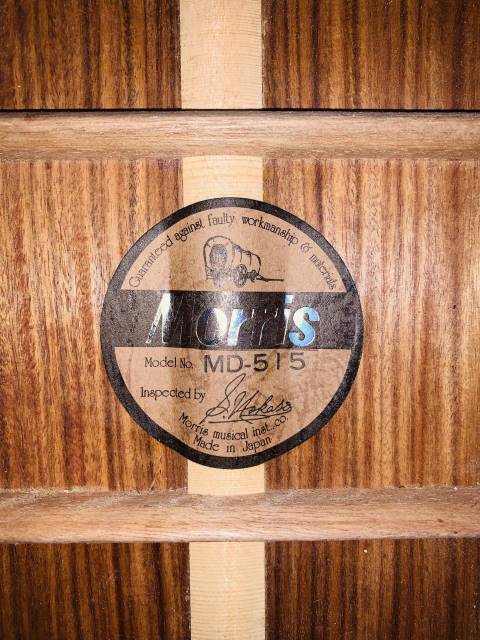 Guaranteed against faulty workmanship & materials
Morris
Model No. MD-515
Inspected by
Morris musical inst., co.
Made in Japan